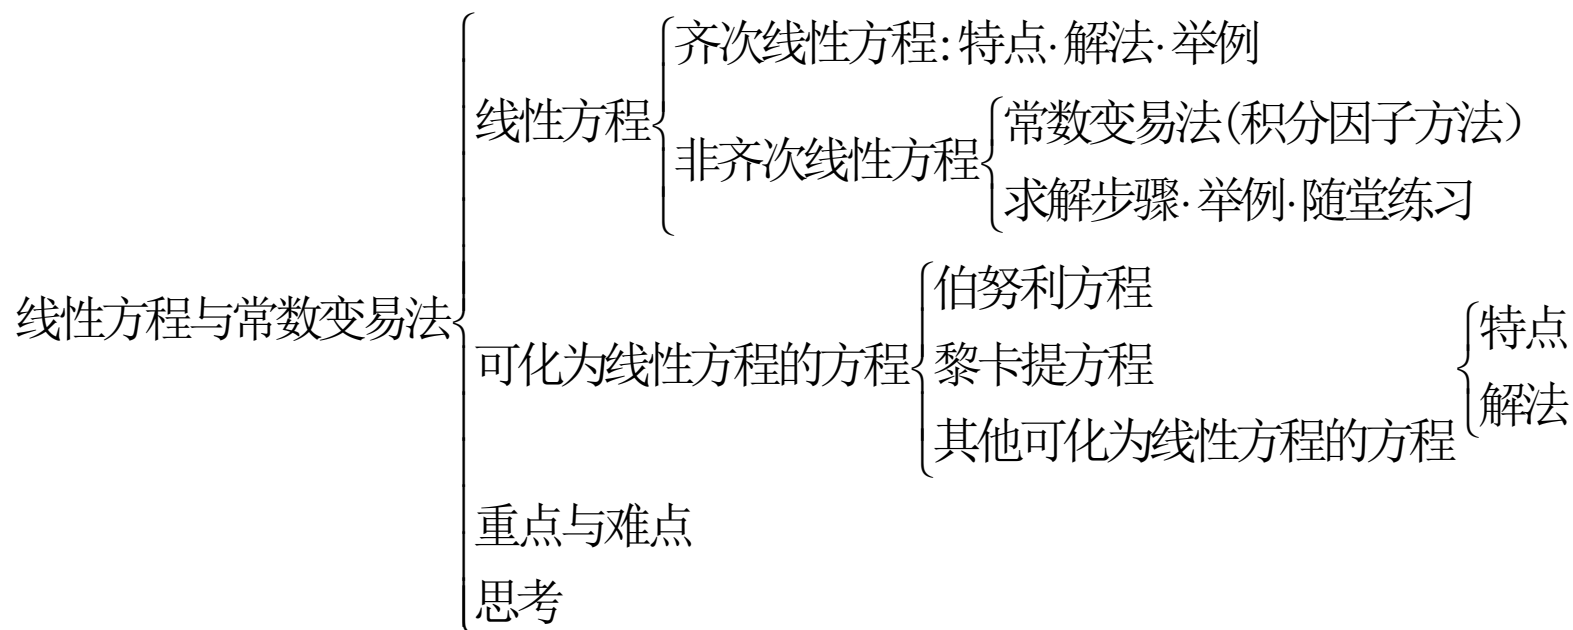 线性方程与常数变易法
线性方程
齐次线性方程:特点·解法·举例
非齐次线性方程
常数变易法(积分因子方法)
求解步骤·举例·随堂练习
可化为线性方程的方程
伯努利方程
黎卡提方程
其他可化为线性方程的方程
特点
解法
重点与难点
思考